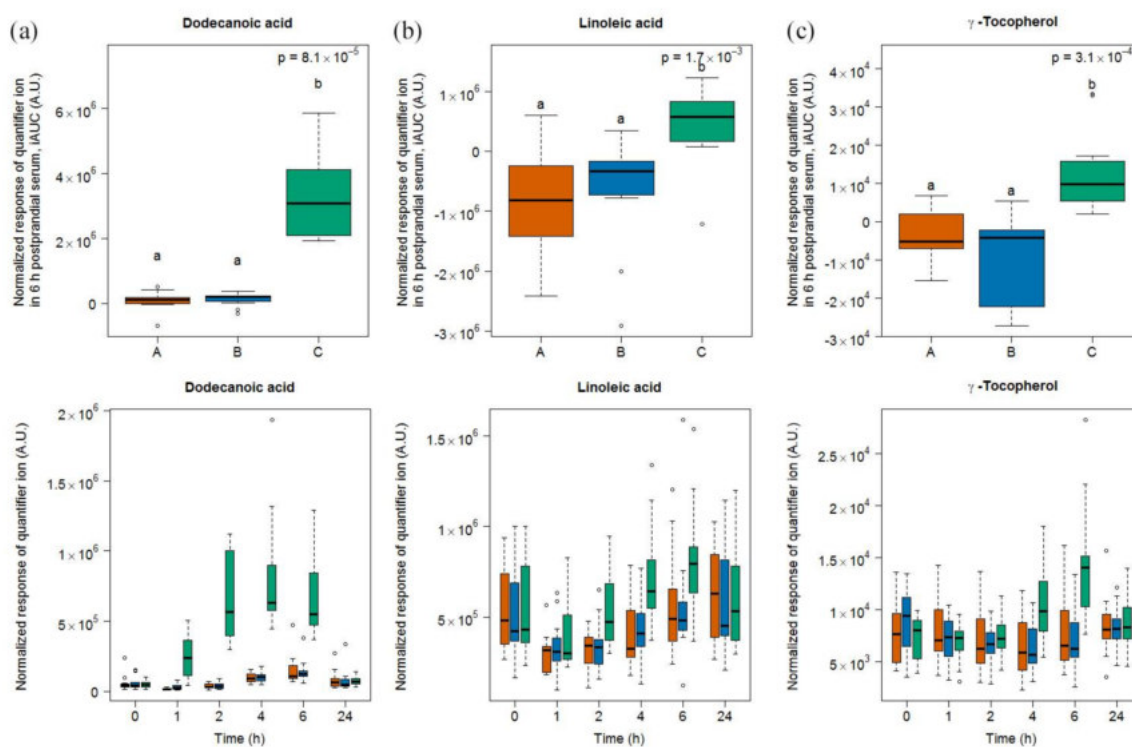 (a)
Dodecanoic acid
p = 8.1 × 10⁻⁵
Normalized response of quantifier ion
in 6 h postprandial serum, iAUC (A.U.)
6 × 10⁶
4 × 10⁶
2 × 10⁶
0
a
a
b
A B C
(b)
Linoleic acid
p = 1.7 × 10⁻³
Normalized response of quantifier ion
in 6 h postprandial serum, iAUC (A.U.)
1 × 10⁶
0
-1 × 10⁶
-2 × 10⁶
-3 × 10⁶
a
a
b
A B C
(c)
γ -Tocopherol
p = 3.1 × 10⁻⁴
Normalized response of quantifier ion
in 6 h postprandial serum, iAUC (A.U.)
4 × 10⁴
3 × 10⁴
2 × 10⁴
1 × 10⁴
0
-1 × 10⁴
-2 × 10⁴
-3 × 10⁴
a
a
b
A B C
Dodecanoic acid
Normalized response of quantifier ion (A.U.)
2 × 10⁶
1.5 × 10⁶
1 × 10⁶
5 × 10⁵
0
0 1 2 4 6 24
Time (h)
Linoleic acid
Normalized response of quantifier ion (A.U.)
1.5 × 10⁶
1 × 10⁶
5 × 10⁵
0 1 2 4 6 24
Time (h)
γ -Tocopherol
Normalized response of quantifier ion (A.U.)
2.5 × 10⁴
2 × 10⁴
1.5 × 10⁴
1 × 10⁴
5 × 10³
0 1 2 4 6 24
Time (h)